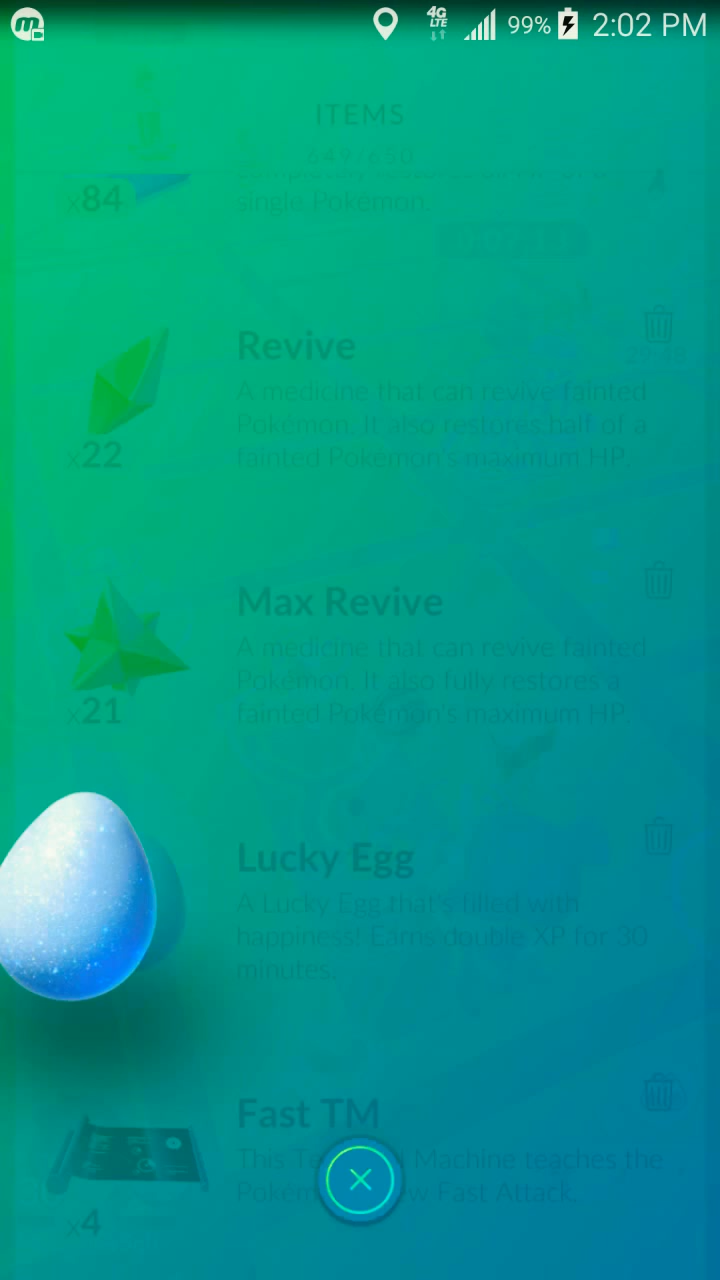 4G
LTE
99%
2:02 PM
ITEMS
649/650
x84
single Pokémon.
Revive
29:48
A medicine that can revive fainted
Pokémon. It also restores half of a
fainted Pokémon's maximum HP.
x22
Max Revive
A medicine that can revive fainted
Pokémon. It also fully restores a
fainted Pokémon's maximum HP.
x21
Lucky Egg
A Lucky Egg that's filled with
happiness! Earns double XP for 30
minutes.
Fast TM
This Machine teaches the
Fast Attack.
x4